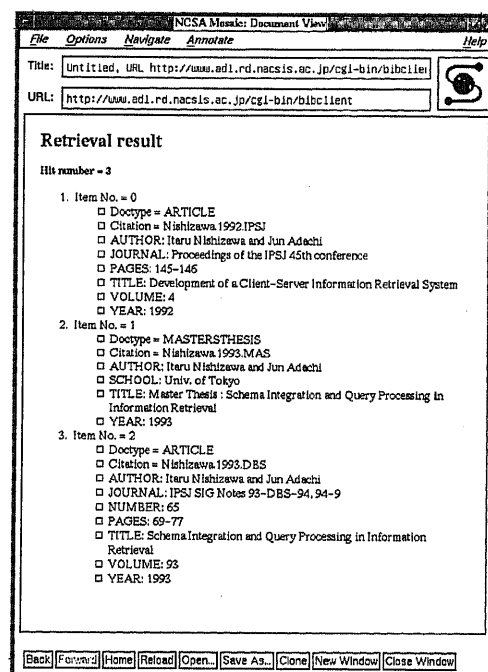 NCSA Mosaic: Document View
File Options Navigate Annotate Help
Title: Untitled, URL http://www.adl.rd.nacsis.ac.jp/cgi-bin/bibclien
URL: http://www.adl.rd.nacsis.ac.jp/cgi-bin/bibclient
Retrieval result
Hit number = 3
1. Item No. = 0
Doctype = ARTICLE
Citation = Nishizawa.1992.IPSJ
AUTHOR: Itaru Nishizawa and Jun Adachi
JOURNAL: Proceedings of the IPSJ 45th conference
PAGES: 145-146
TITLE: Development of a Client-Server Information Retrieval System
VOLUME: 4
YEAR: 1992
2. Item No. = 1
Doctype = MASTERSTHESIS
Citation = Nishizawa.1993.MAS
AUTHOR: Itaru Nishizawa and Jun Adachi
SCHOOL: Univ. of Tokyo
TITLE: Master Thesis : Schema Integration and Query Processing in
Information Retrieval
YEAR: 1993
3. Item No. = 2
Doctype = ARTICLE
Citation = Nishizawa.1993.DBS
AUTHOR: Itaru Nishizawa and Jun Adachi
JOURNAL: IPSJ SIG Notes 93-DBS-94, 94-9
NUMBER: 65
PAGES: 69-77
TITLE: Schema Integration and Query Processing in Information
Retrieval
VOLUME: 93
YEAR: 1993
Back Forward Home Reload Open... Save As... Clone New Window Close Window